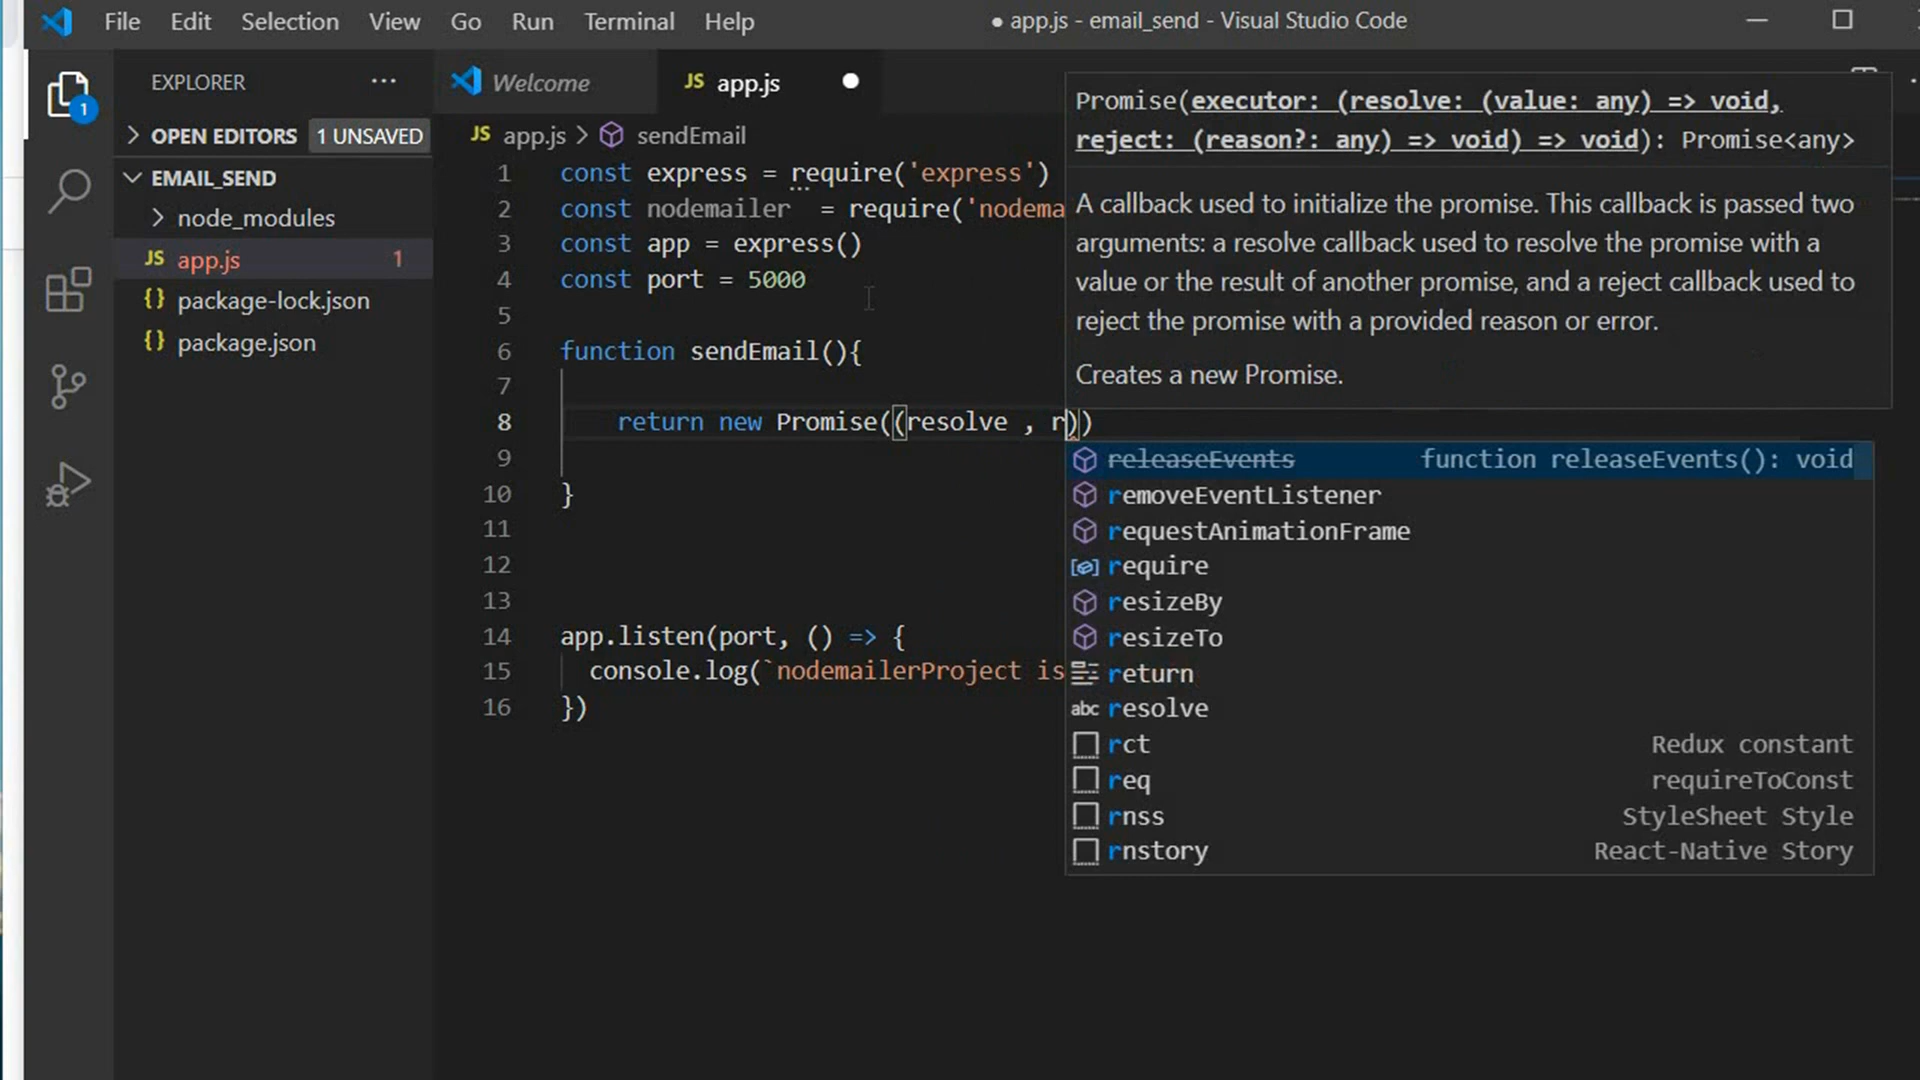 File Edit Selection View Go Run Terminal Help ● app.js - email_send - Visual Studio Code
EXPLORER ···
1
OPEN EDITORS 1 UNSAVED
EMAIL_SEND
node_modules
JS app.js 1
{} package-lock.json
{} package.json
Welcome JS app.js
JS app.js > sendEmail
1 const express = require('express')
2 const nodemailer = require('nodema
3 const app = express()
4 const port = 5000
5
6 function sendEmail(){
7
8 return new Promise((resolve , r))
9
10 }
11
12
13
14 app.listen(port, () => {
15 console.log(`nodemailerProject is
16 })
Promise(executor: (resolve: (value: any) => void,
reject: (reason?: any) => void) => void): Promise<any>
A callback used to initialize the promise. This callback is passed two
arguments: a resolve callback used to resolve the promise with a
value or the result of another promise, and a reject callback used to
reject the promise with a provided reason or error.
Creates a new Promise.
releaseEvents function releaseEvents(): void
removeEventListener
requestAnimationFrame
require
resizeBy
resizeTo
return
abc resolve
rct Redux constant
req requireToConst
rnss StyleSheet Style
rnstory React-Native Story